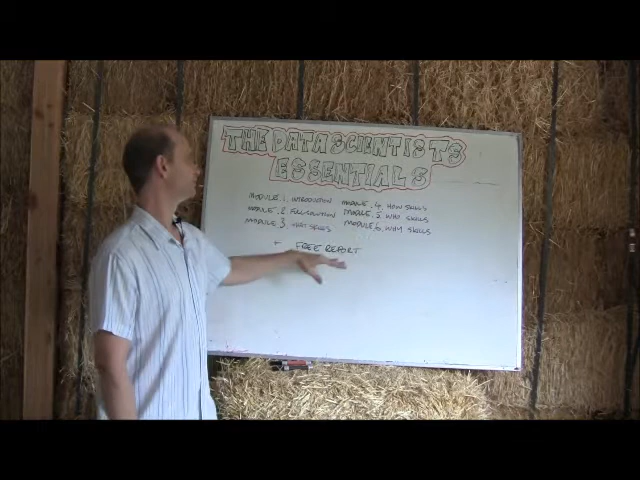 THE DATA SCIENTISTS
ESSENTIALS
MODULE 1. INTRODUCTION MODULE 4. HOW SKILLS
MODULE 2. FULL SOLUTION MODULE 5. WHO SKILLS
MODULE 3. SKILLS MODULE 6. WHY SKILLS
+ FREE REPORT